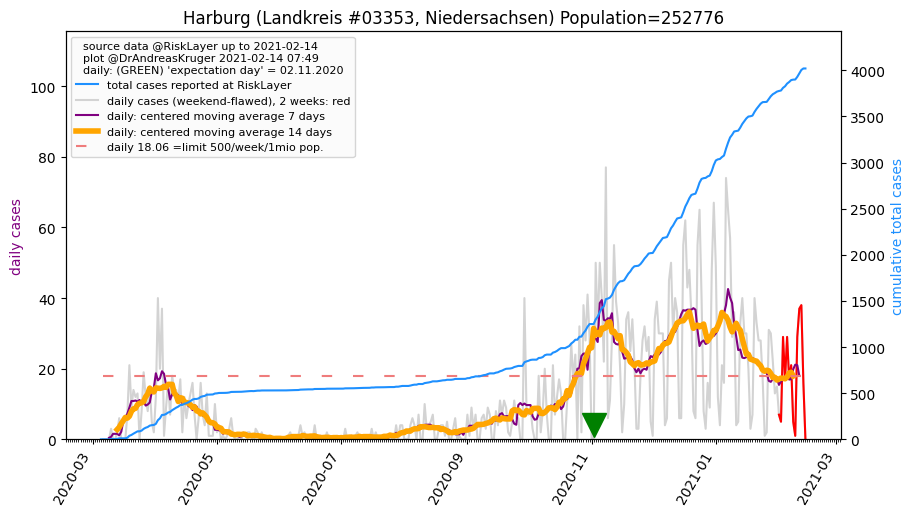 Harburg (Landkreis #03353, Niedersachsen) Population=252776
source data @RiskLayer up to 2021-02-14
plot @DrAndreasKruger 2021-02-14 07:49
daily: (GREEN) 'expectation day' = 02.11.2020
total cases reported at RiskLayer
daily cases (weekend-flawed), 2 weeks: red
daily: centered moving average 7 days
daily: centered moving average 14 days
daily 18.06 =limit 500/week/1mio pop.
daily cases
100
80
60
40
20
0
cumulative total cases
4000
3500
3000
2500
2000
1500
1000
500
0
2020-03
2020-05
2020-07
2020-09
2020-11
2021-01
2021-03